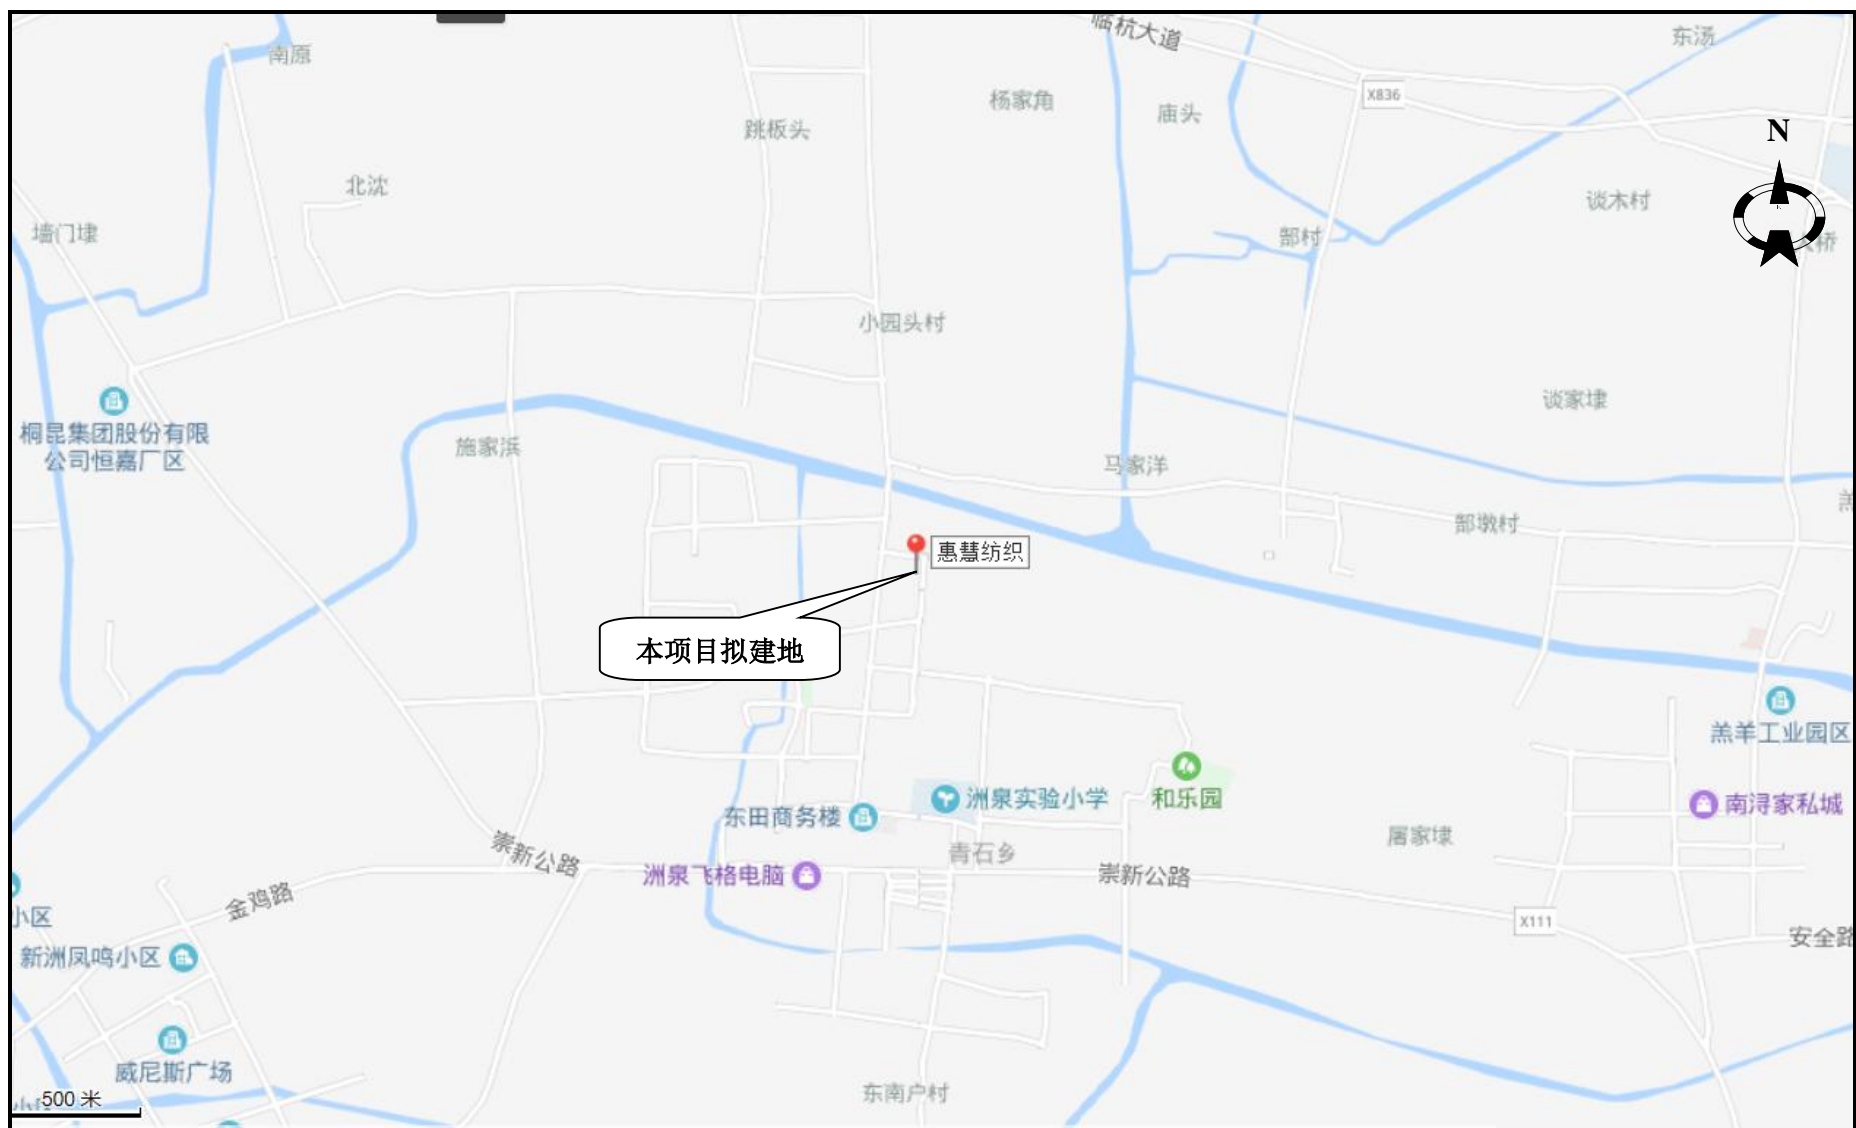 临杭大道
东汤
南原
X836
杨家角
庙头
跳板头
N
北沈
谈木村
墙门埭
郜村
桥
小园头村
谈家埭
桐昆集团股份有限
公司恒嘉厂区
施家浜
马家洋
郜墩村
惠慧纺织
本项目拟建地
羔羊工业园区
洲泉实验小学
和乐园
南浔家私城
东田商务楼
屠家埭
崇新公路
青石乡
洲泉飞格电脑
崇新公路
金鸡路
小区
X111
新洲凤鸣小区
安全路
威尼斯广场
东南户村
500 米